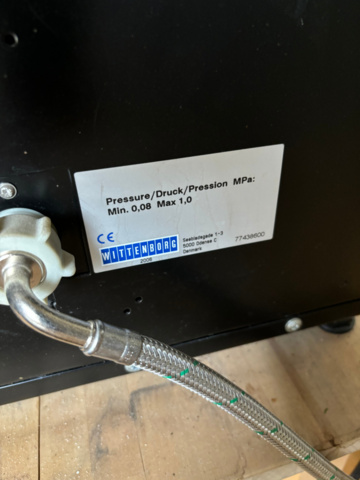 Pressure/Druck/Pression MPa:
Min. 0,08 Max 1,0
CE
WITTENBORG
2006
Sastradsgade 1-3
5000 Odense C
Denmark
77438600